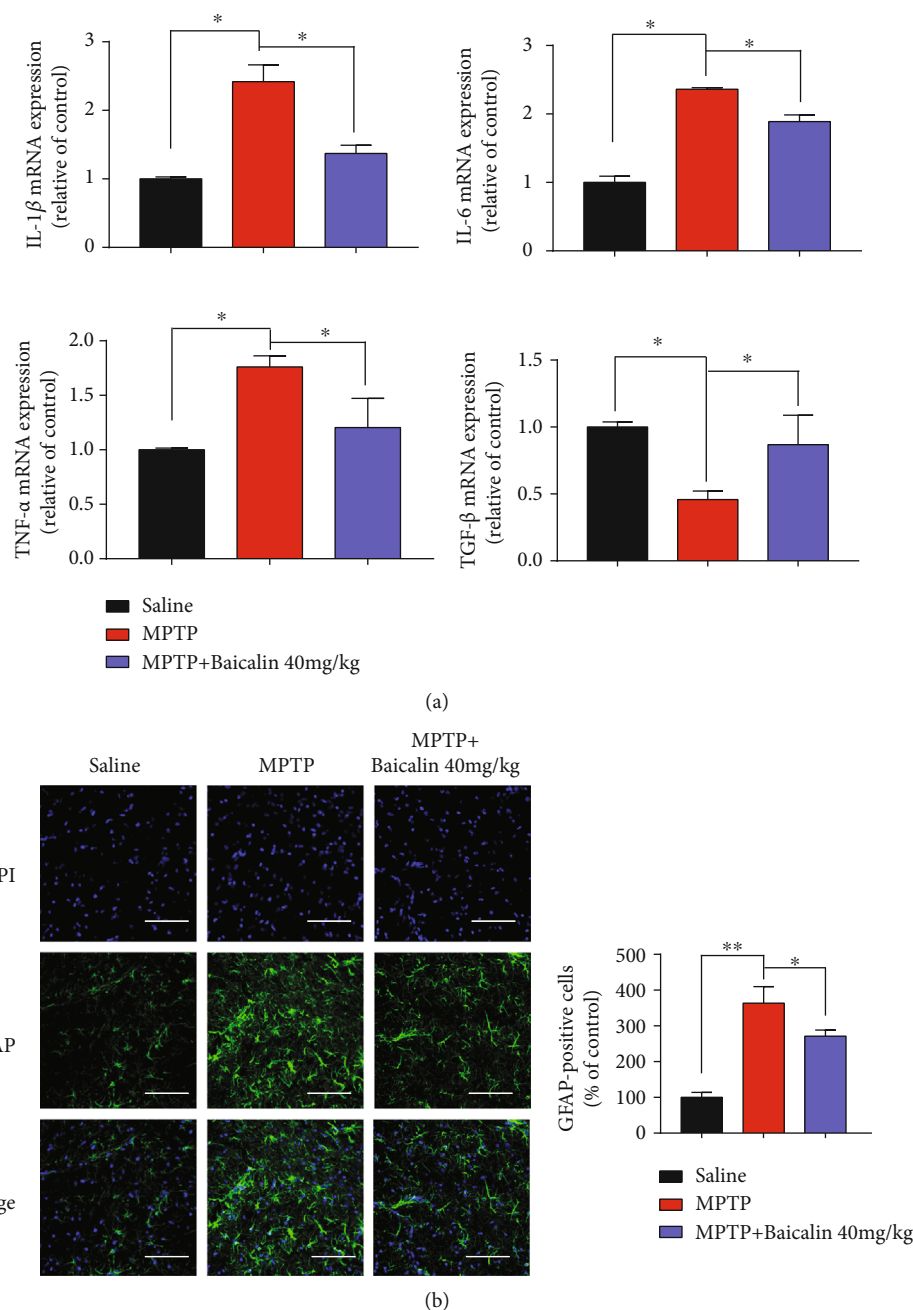 IL-1β mRNA expression
(relative of control)
3
2
1
0
*
*
IL-6 mRNA expression
(relative of control)
3
2
1
0
*
*
TNF-α mRNA expression
(relative of control)
2.0
1.5
1.0
0.5
0.0
*
*
TGF-β mRNA expression
(relative of control)
1.5
1.0
0.5
0.0
*
*
Saline
MPTP
MPTP+Baicalin 40mg/kg
(a)
Saline
MPTP
MPTP+
Baicalin 40mg/kg
PI
AP
ge
GFAP-positive cells
(% of control)
500
400
300
200
100
0
**
*
Saline
MPTP
MPTP+Baicalin 40mg/kg
(b)